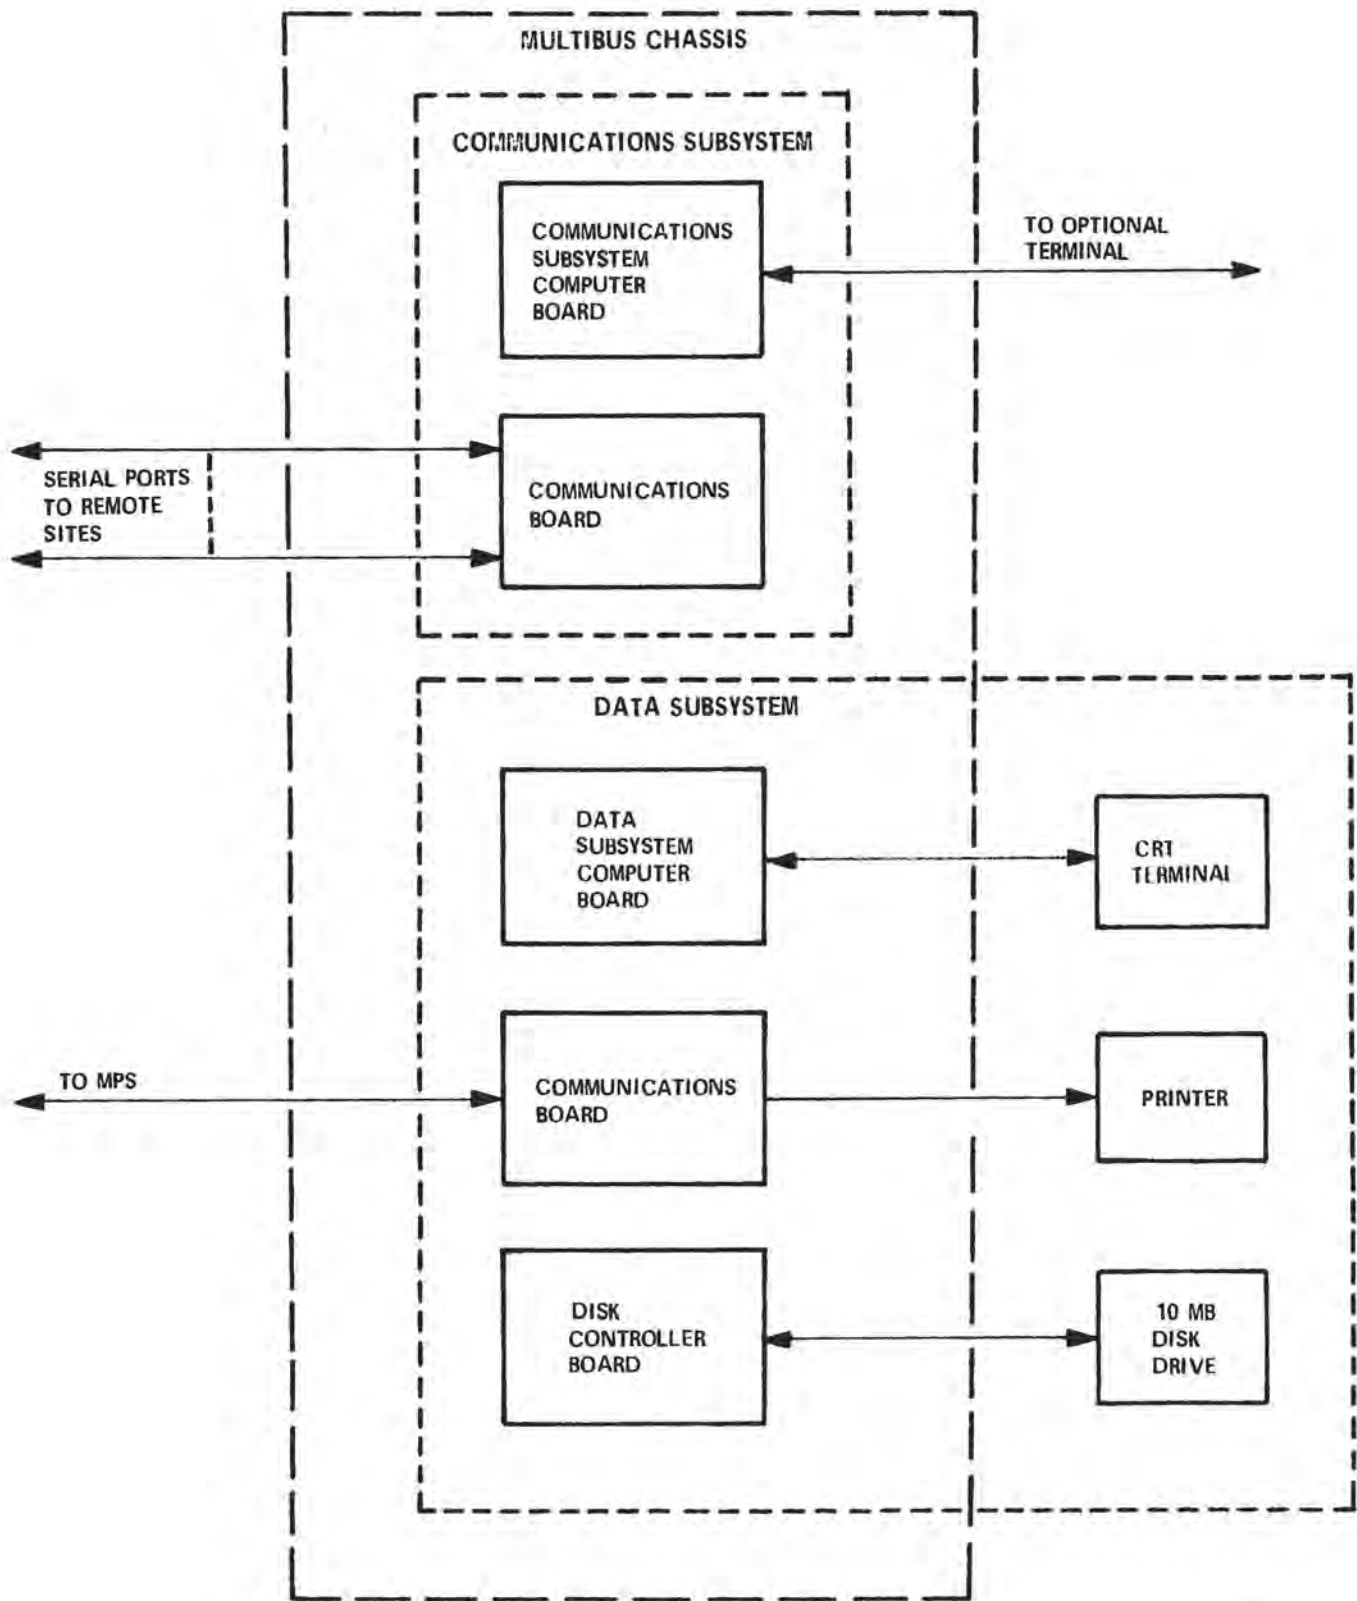 MULTIBUS CHASSIS
COMMUNICATIONS SUBSYSTEM
COMMUNICATIONS
SUBSYSTEM
COMPUTER
BOARD
TO OPTIONAL
TERMINAL
SERIAL PORTS
TO REMOTE
SITES
COMMUNICATIONS
BOARD
DATA SUBSYSTEM
DATA
SUBSYSTEM
COMPUTER
BOARD
CRT
TERMINAL
TO MPS
COMMUNICATIONS
BOARD
PRINTER
DISK
CONTROLLER
BOARD
10 MB
DISK
DRIVE